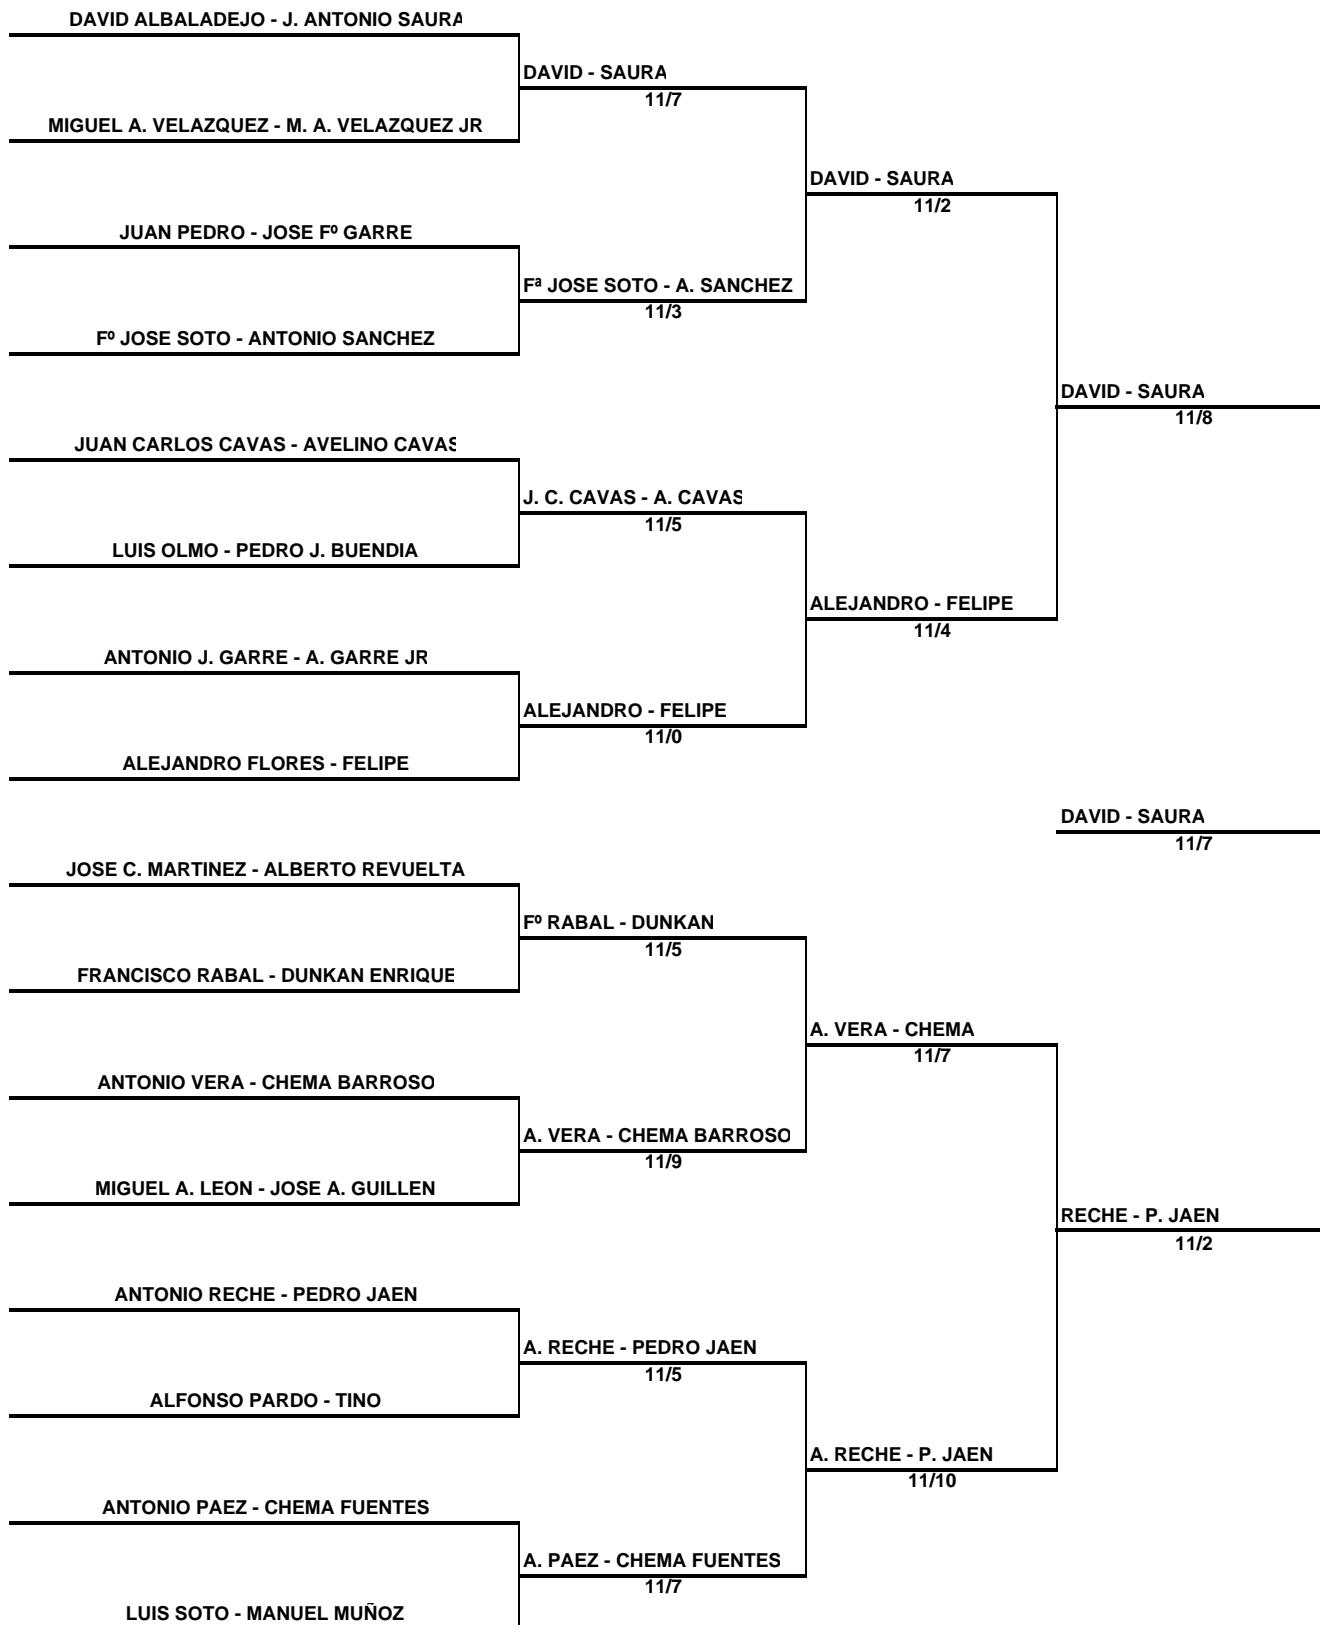 DAVID ALBALADEJO - J. ANTONIO SAURA
DAVID - SAURA
11/7
MIGUEL A. VELAZQUEZ - M. A. VELAZQUEZ JR
DAVID - SAURA
11/2
JUAN PEDRO - JOSE Fº GARRE
Fª JOSE SOTO - A. SANCHEZ
11/3
Fº JOSE SOTO - ANTONIO SANCHEZ
DAVID - SAURA
11/8
JUAN CARLOS CAVAS - AVELINO CAVAS
J. C. CAVAS - A. CAVAS
11/5
LUIS OLMO - PEDRO J. BUENDIA
ALEJANDRO - FELIPE
11/4
ANTONIO J. GARRE - A. GARRE JR
ALEJANDRO - FELIPE
11/0
ALEJANDRO FLORES - FELIPE
DAVID - SAURA
11/7
JOSE C. MARTINEZ - ALBERTO REVUELTA
Fº RABAL - DUNKAN
11/5
FRANCISCO RABAL - DUNKAN ENRIQUE
A. VERA - CHEMA
11/7
ANTONIO VERA - CHEMA BARROSO
A. VERA - CHEMA BARROSO
11/9
MIGUEL A. LEON - JOSE A. GUILLEN
RECHE - P. JAEN
11/2
ANTONIO RECHE - PEDRO JAEN
A. RECHE - PEDRO JAEN
11/5
ALFONSO PARDO - TINO
A. RECHE - P. JAEN
11/10
ANTONIO PAEZ - CHEMA FUENTES
A. PAEZ - CHEMA FUENTES
11/7
LUIS SOTO - MANUEL MUÑOZ